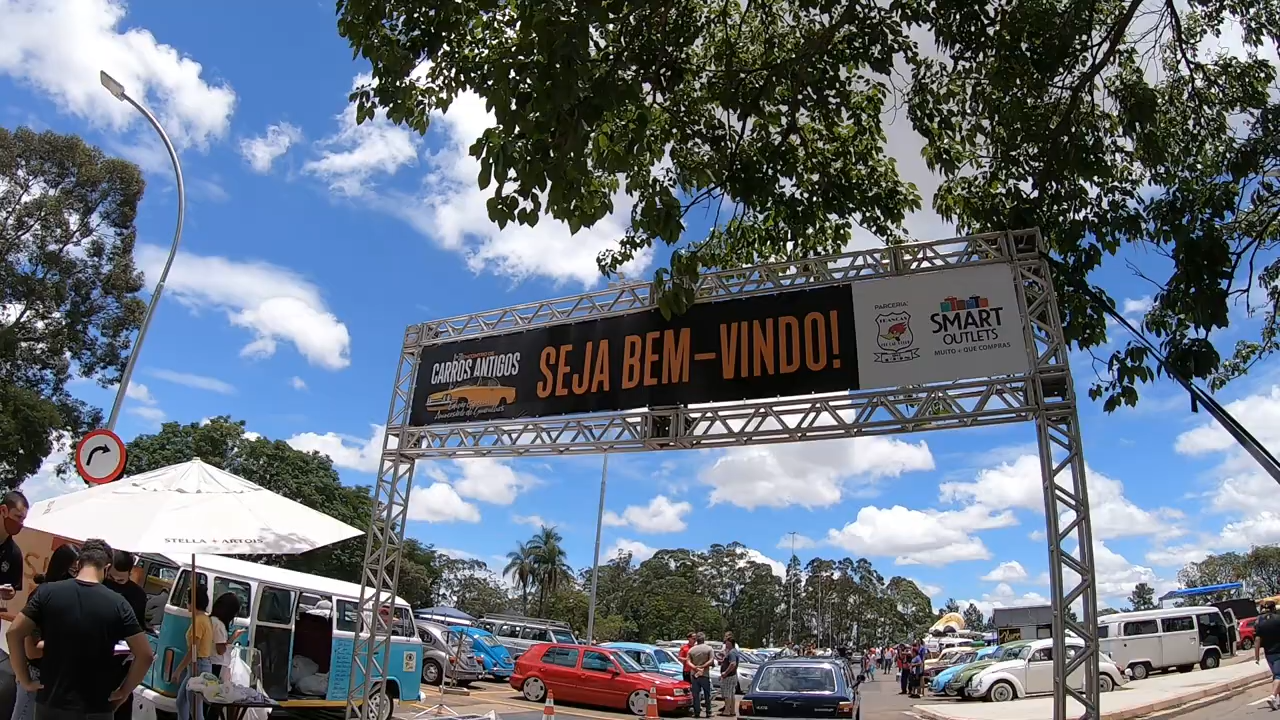 CARROS ANTIGOS
SEJA BEM-VINDO!
PARCERIA:
SMART
OUTLETS
MUITO + QUE COMPRAS
STELLA ARTOIS